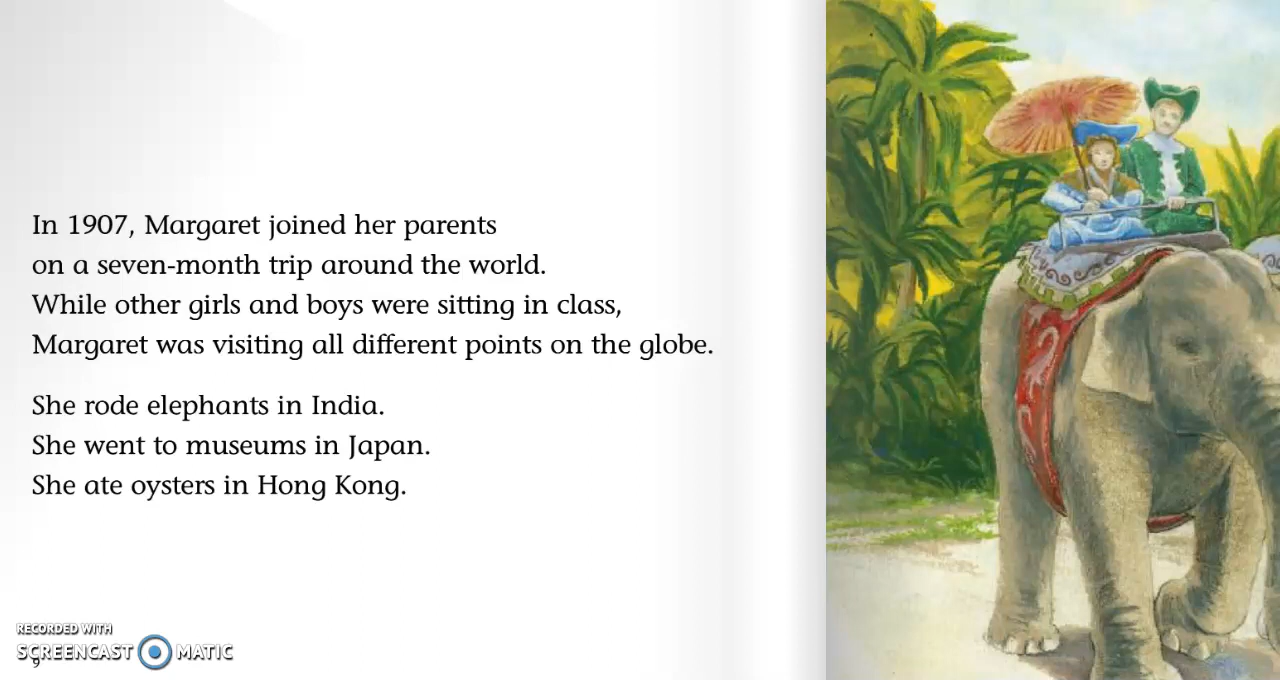 In 1907, Margaret joined her parents
on a seven-month trip around the world.
While other girls and boys were sitting in class,
Margaret was visiting all different points on the globe.
She rode elephants in India.
She went to museums in Japan.
She ate oysters in Hong Kong.
RECORDED WITH
SCREENCAST MATIC
9